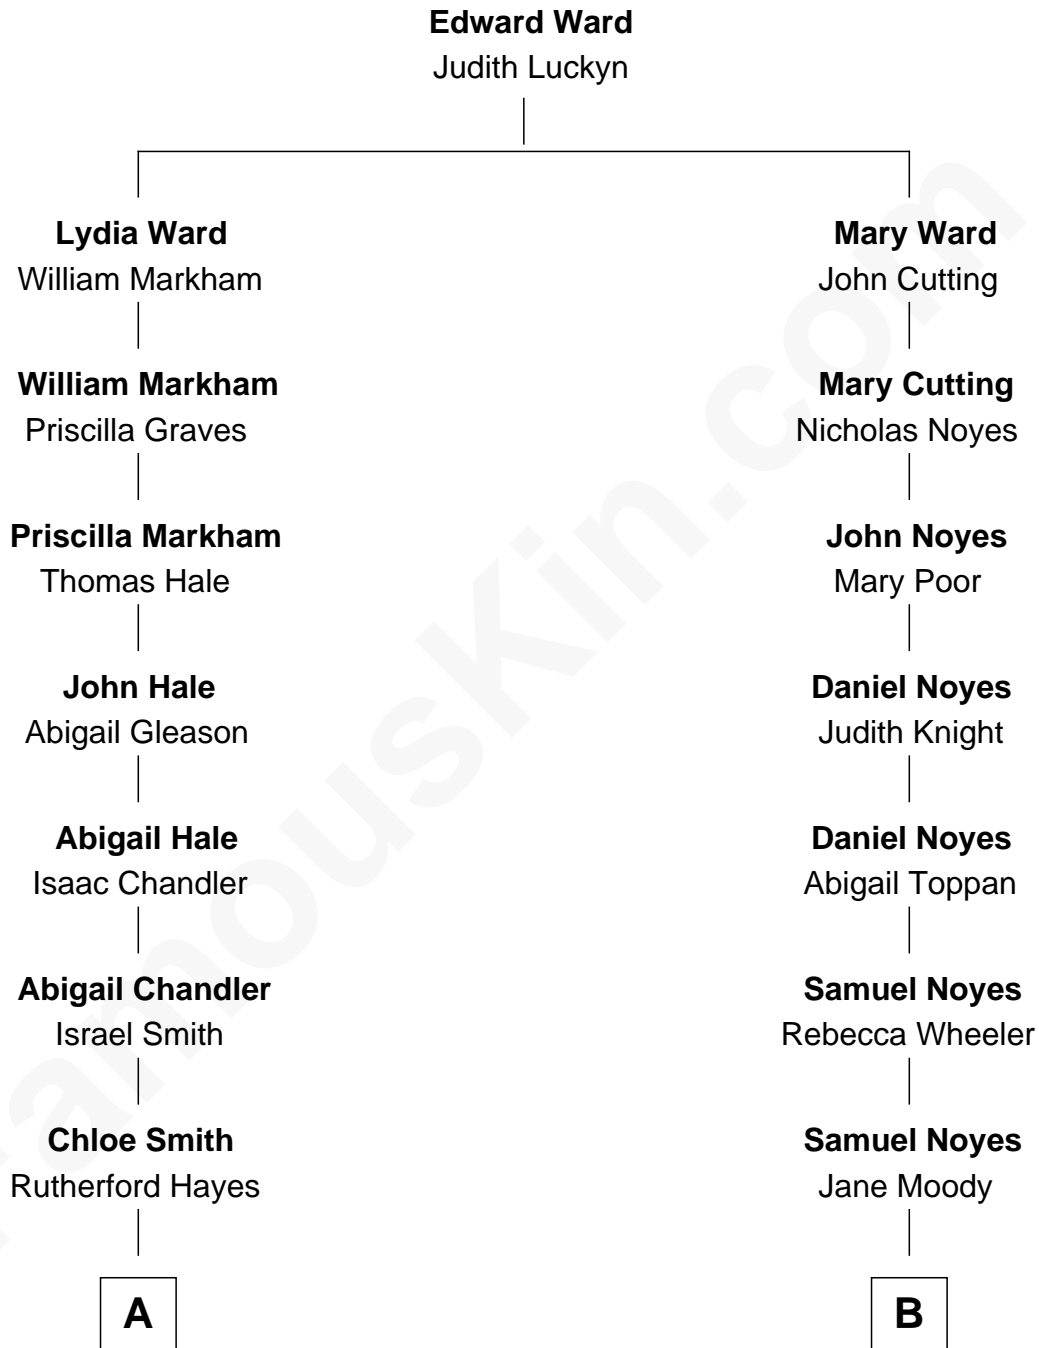 Edward Ward
Judith Luckyn
Lydia Ward
William Markham
Mary Ward
John Cutting
William Markham
Priscilla Graves
Mary Cutting
Nicholas Noyes
Priscilla Markham
Thomas Hale
John Noyes
Mary Poor
John Hale
Abigail Gleason
Daniel Noyes
Judith Knight
Abigail Hale
Isaac Chandler
Daniel Noyes
Abigail Toppan
Abigail Chandler
Israel Smith
Samuel Noyes
Rebecca Wheeler
Chloe Smith
Rutherford Hayes
Samuel Noyes
Jane Moody
A
B
FamousKin.com